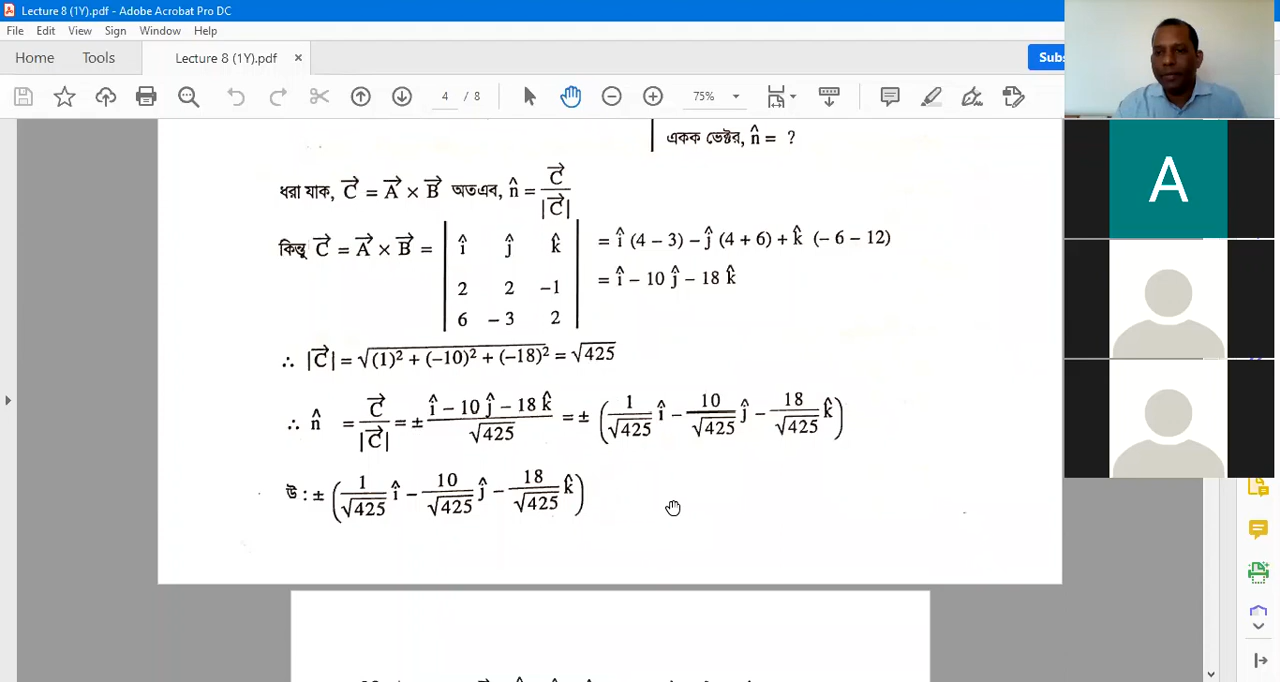 Lecture 8 (1Y).pdf - Adobe Acrobat Pro DC
File Edit View Sign Window Help
Home Tools Lecture 8 (1Y).pdf × Subs
4 / 8 75%
একক ভেক্টর, n̂ = ?
ধরা যাক, C⃗ = A⃗ × B⃗ অতএব, n̂ = C⃗ / |C⃗|
কিন্তু C⃗ = A⃗ × B⃗ = | î ĵ k̂ | = î (4 – 3) – ĵ (4 + 6) + k̂ (– 6 – 12)
2 2 –1 = î – 10 ĵ – 18 k̂
6 – 3 2
∴ |C⃗| = √(1)² + (–10)² + (–18)² = √425
∴ n̂ = C⃗ / |C⃗| = ± î – 10 ĵ – 18 k̂ / √425 = ± (1/√425 î – 10/√425 ĵ – 18/√425 k̂)
উ : ± (1/√425 î – 10/√425 ĵ – 18/√425 k̂)
A